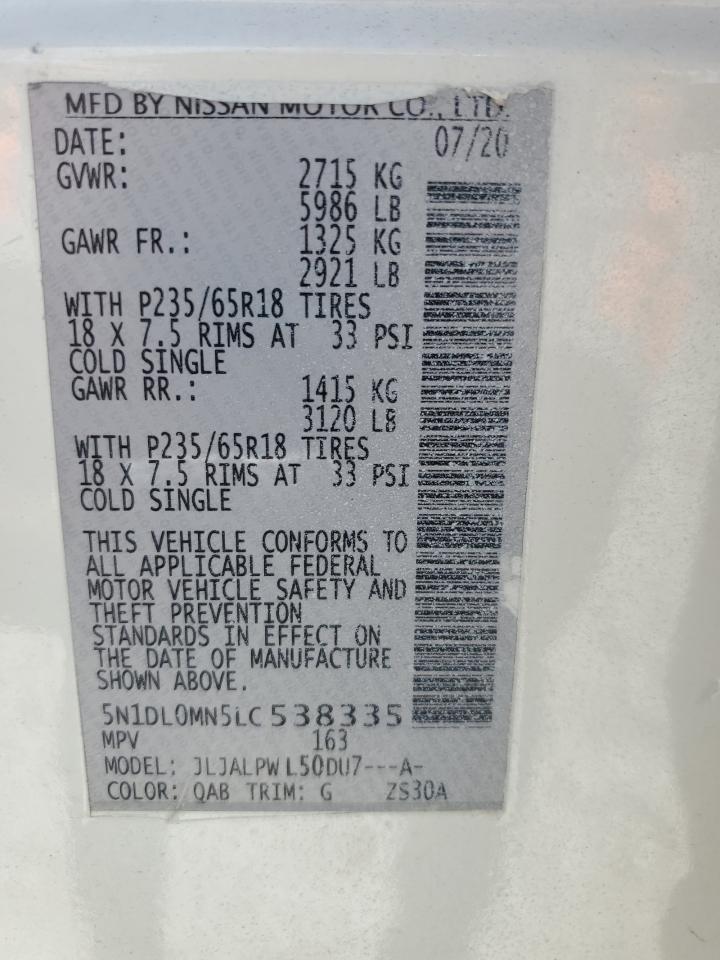 MFD BY NISSAN MOTOR CO., LTD.
DATE: 07/20
GVWR: 2715 KG
5986 LB
GAWR FR.: 1325 KG
2921 LB
WITH P235/65R18 TIRES
18 X 7.5 RIMS AT 33 PSI
COLD SINGLE
GAWR RR.: 1415 KG
3120 LB
WITH P235/65R18 TIRES
18 X 7.5 RIMS AT 33 PSI
COLD SINGLE
THIS VEHICLE CONFORMS TO
ALL APPLICABLE FEDERAL
MOTOR VEHICLE SAFETY AND
THEFT PREVENTION
STANDARDS IN EFFECT ON
THE DATE OF MANUFACTURE
SHOWN ABOVE.
5N1DL0MN5LC538335
MPV 163
MODEL: JLJALPWL50DU7---A-
COLOR: QAB TRIM: G ZS30A